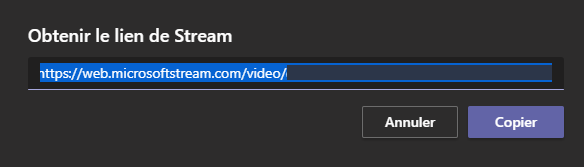 Obtenir le lien de Stream
https://web.microsoftstream.com/video/
Annuler
Copier